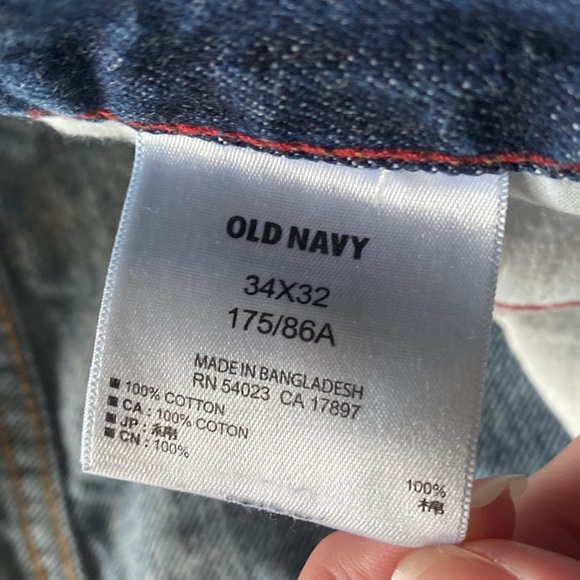 OLD NAVY
34X32
175/86A
MADE IN BANGLADESH
RN 54023 CA 17897
■ 100% COTTON
■ CA : 100% COTON
■ JP : 綿
■ CN : 100%
100%
棉